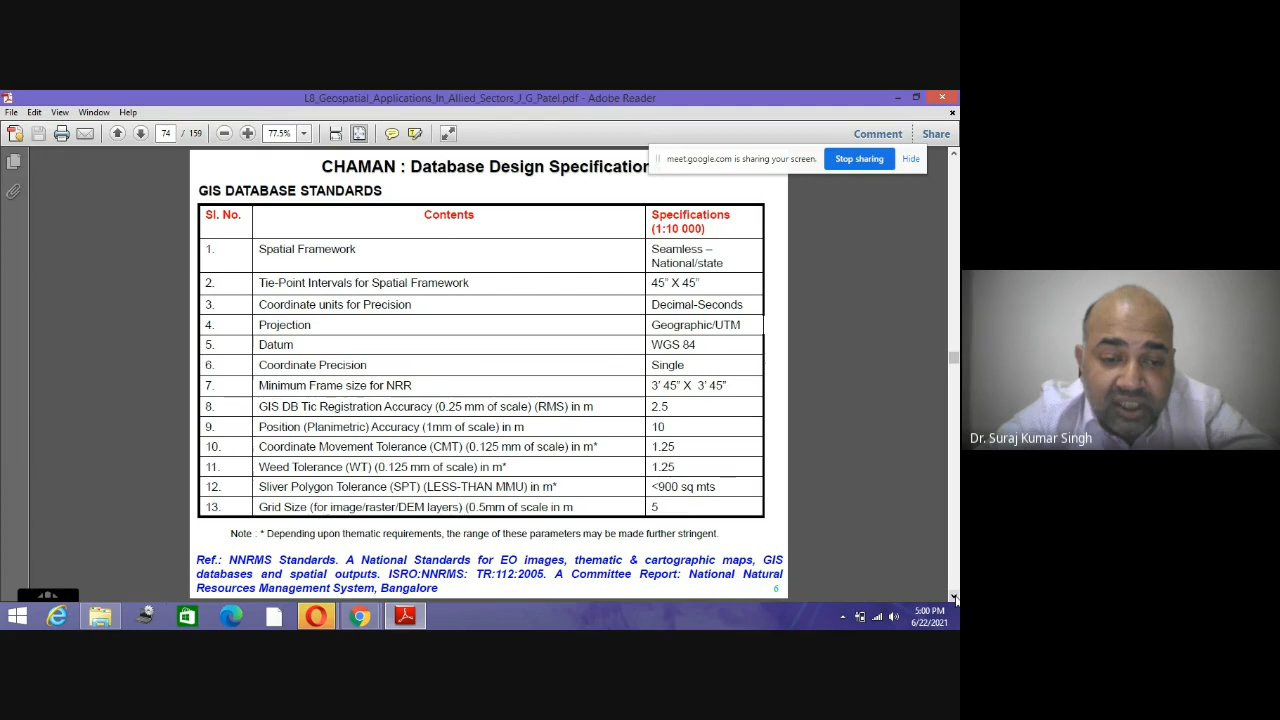 L8_Geospatial_Applications_In_Allied_Sectors_J_G_Patel.pdf - Adobe Reader
File Edit View Window Help
74 / 159 77.5% Comment Share
meet.google.com is sharing your screen. Stop sharing Hide
CHAMAN : Database Design Specification
GIS DATABASE STANDARDS
Sl. No. Contents Specifications
(1:10 000)
1. Spatial Framework Seamless –
National/state
2. Tie-Point Intervals for Spatial Framework 45" X 45"
3. Coordinate units for Precision Decimal-Seconds
4. Projection Geographic/UTM
5. Datum WGS 84
6. Coordinate Precision Single
7. Minimum Frame size for NRR 3' 45" X 3' 45"
8. GIS DB Tic Registration Accuracy (0.25 mm of scale) (RMS) in m 2.5
9. Position (Planimetric) Accuracy (1mm of scale) in m 10
10. Coordinate Movement Tolerance (CMT) (0.125 mm of scale) in m* 1.25
11. Weed Tolerance (WT) (0.125 mm of scale) in m* 1.25
12. Sliver Polygon Tolerance (SPT) (LESS-THAN MMU) in m* <900 sq mts
13. Grid Size (for image/raster/DEM layers) (0.5mm of scale in m 5
Note : * Depending upon thematic requirements, the range of these parameters may be made further stringent.
Ref.: NNRMS Standards. A National Standards for EO images, thematic & cartographic maps, GIS
databases and spatial outputs. ISRO:NNRMS: TR:112:2005. A Committee Report: National Natural
Resources Management System, Bangalore
6
Dr. Suraj Kumar Singh
5:00 PM
6/22/2021